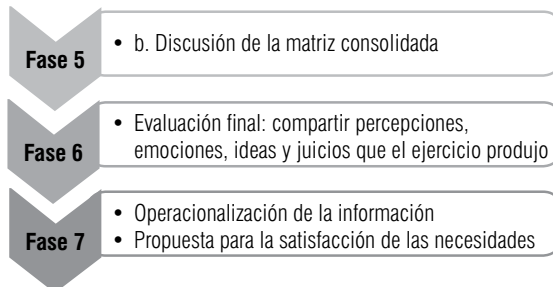 Fase 5
• b. Discusión de la matriz consolidada
Fase 6
• Evaluación final: compartir percepciones,
emociones, ideas y juicios que el ejercicio produjo
Fase 7
• Operacionalización de la información
• Propuesta para la satisfacción de las necesidades